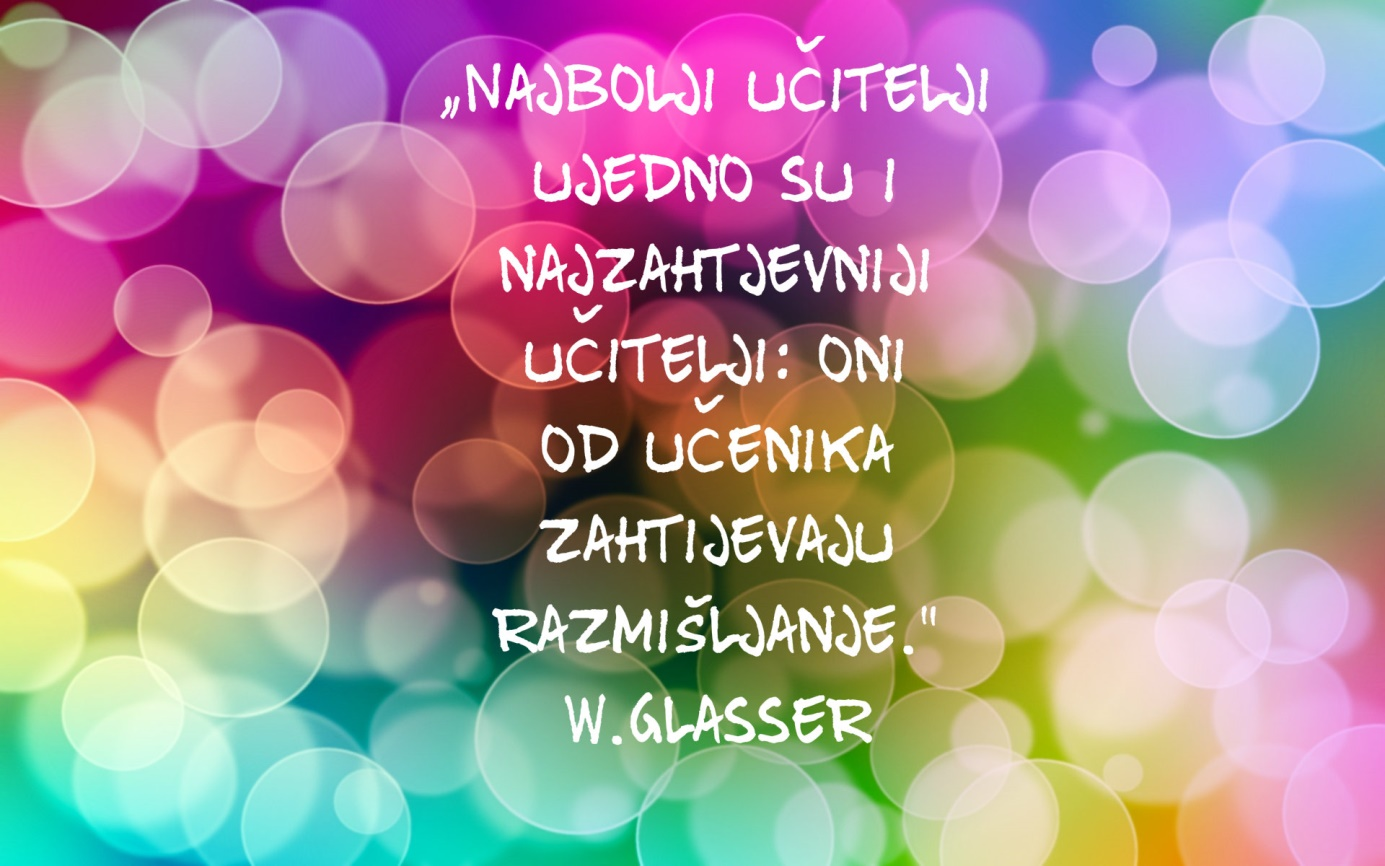 „NAJBOLJI UČITELJI
UJEDNO SU I
NAJZAHTJEVNIJI
UČITELJI: ONI
OD UČENIKA
ZAHTIJEVAJU
RAZMIŠLJANJE."
W.GLASSER